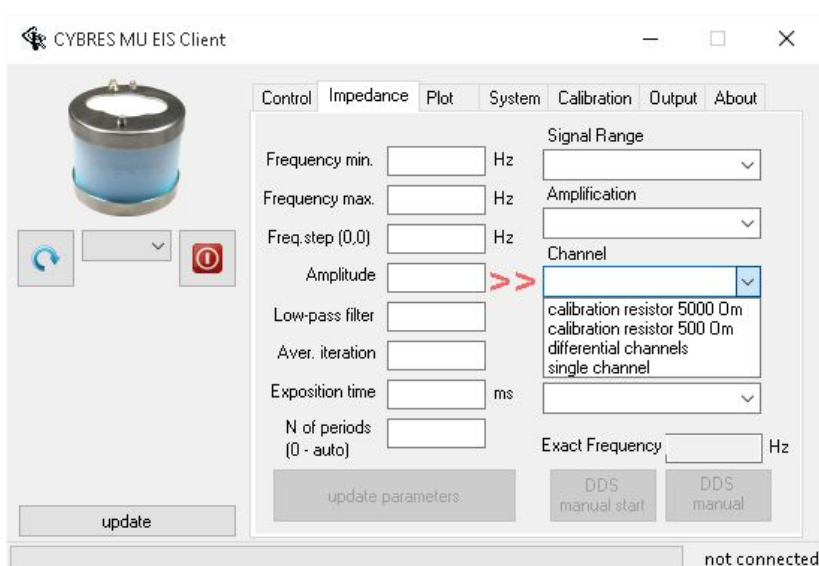 CYBRES MU EIS Client
Control Impedance Plot System Calibration Output About
Signal Range
Frequency min. Hz
Frequency max. Hz
Amplification
Freq.step (0,0) Hz
Channel
Amplitude >>
calibration resistor 5000 Om
calibration resistor 500 Om
differential channels
single channel
Low-pass filter
Aver. iteration
Exposition time ms
N of periods
(0 - auto)
Exact Frequency Hz
update parameters
DDS
manual start
DDS
manual
update
not connected